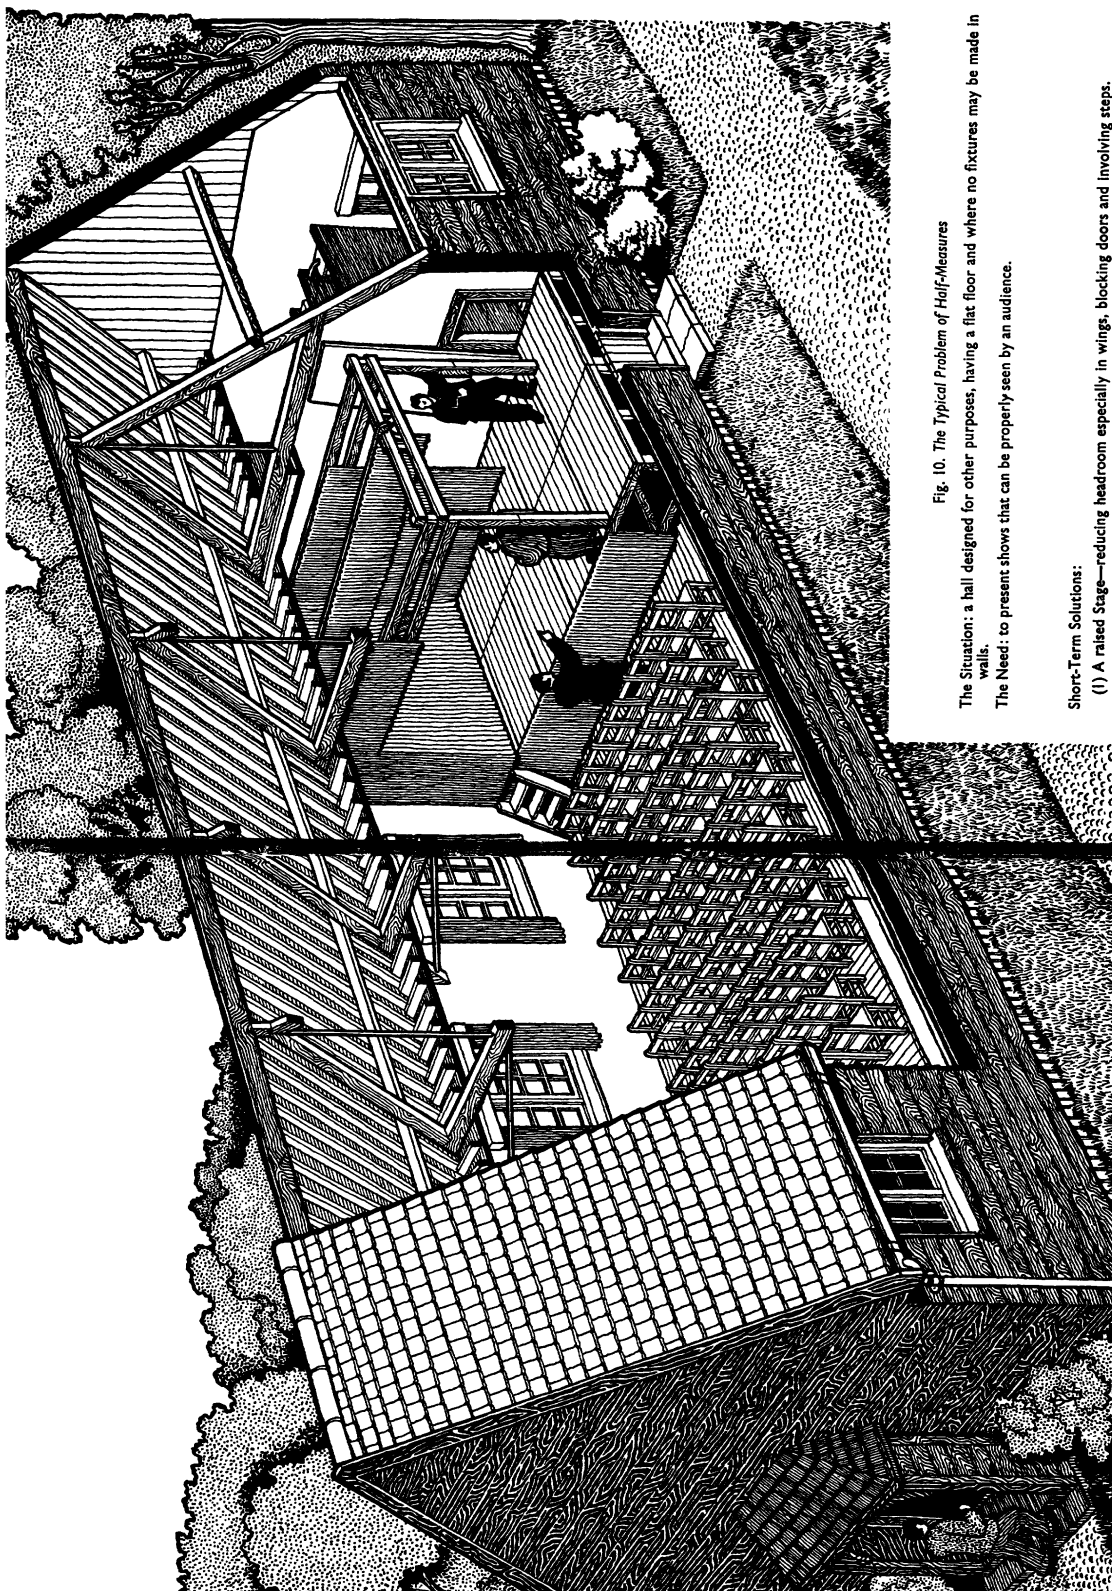 Fig. 10. The Typical Problem of Half-Measures
The Situation: a hall designed for other purposes, having a flat floor and where no fixtures may be made in
walls.
The Need: to present shows that can be properly seen by an audience.
Short-Term Solutions:
(1) A raised Stage—reducing headroom especially in wings, blocking doors and involving steps.